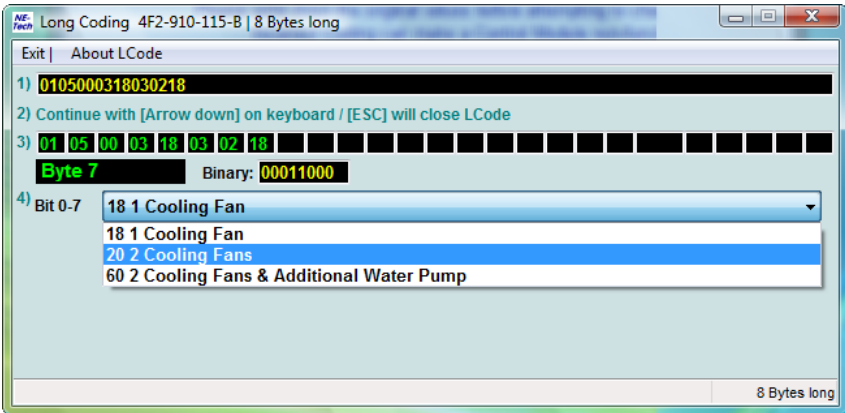 NE-Tech Long Coding 4F2-910-115-B | 8 Bytes long
Exit | About LCode
1) 0105000318030218
2) Continue with [Arrow down] on keyboard / [ESC] will close LCode
3) 01 05 00 03 18 03 02 18
Byte 7 Binary: 00011000
4) Bit 0-7 18 1 Cooling Fan
18 1 Cooling Fan
20 2 Cooling Fans
60 2 Cooling Fans & Additional Water Pump
8 Bytes long